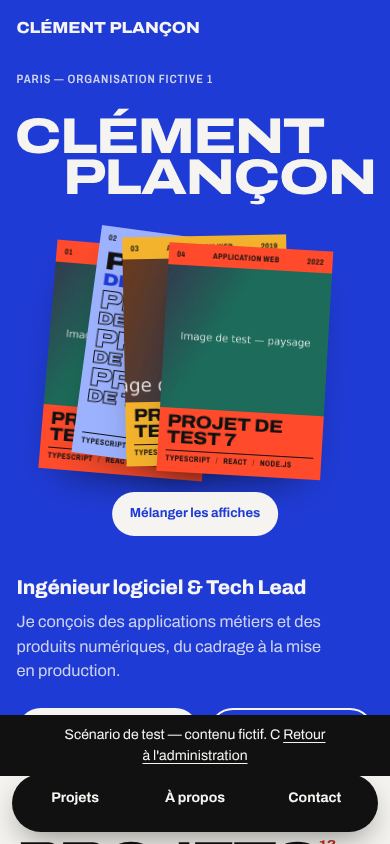 CLÉMENT PLANÇON
PARIS — ORGANISATION FICTIVE 1
CLÉMENT
PLANÇON
01
02
03
2019
04 APPLICATION WEB 2022
Image de test — paysage
PROJET DE
TEST 7
TYPESCRIPT / REACT / NODE.JS
Mélanger les affiches
Ingénieur logiciel & Tech Lead
Je conçois des applications métiers et des
produits numériques, du cadrage à la mise
en production.
Scénario de test — contenu fictif. C Retour
à l'administration
Projets À propos Contact